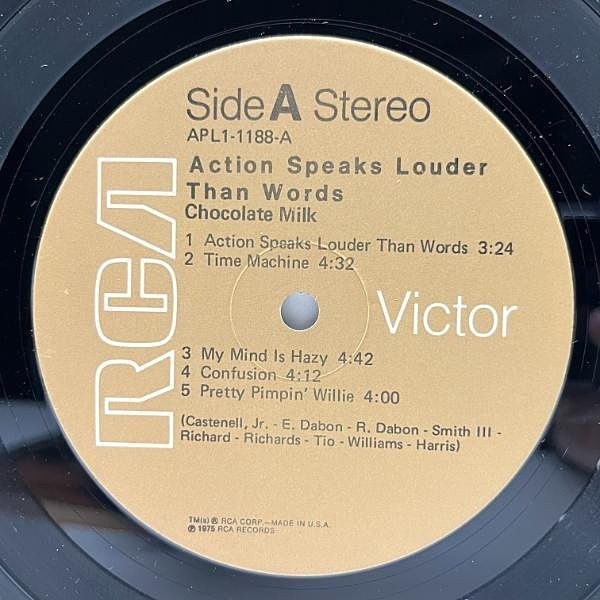 Side A Stereo
APL1-1188-A
Action Speaks Louder
Than Words
Chocolate Milk
1 Action Speaks Louder Than Words 3:24
2 Time Machine 4:32
RCA
Victor
3 My Mind Is Hazy 4:42
4 Confusion 4:12
5 Pretty Pimpin' Willie 4:00
(Castenell, Jr. - E. Dabon - R. Dabon - Smith III -
Richard - Richards - Tio - Williams - Harris)
TM(s) ® RCA CORP.—MADE IN U.S.A.
℗ 1975 RCA RECORDS